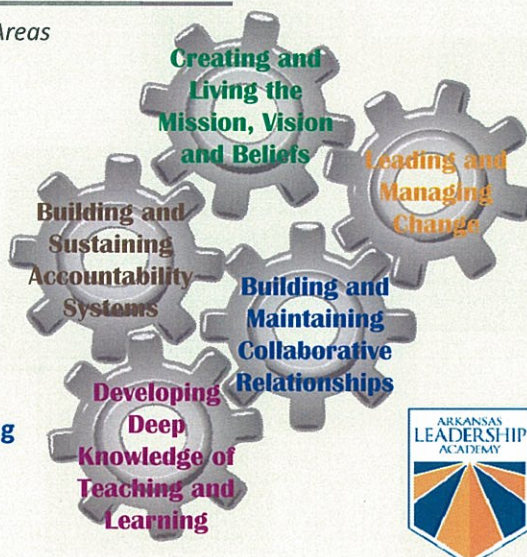 Areas
Creating and
Living the
Mission, Vision
and Beliefs
Leading and
Managing
Change
Building and
Sustaining
Accountability
Systems
Building and
Maintaining
Collaborative
Relationships
Developing
Deep
Knowledge of
Teaching and
Learning
g
ARKANSAS
LEADERSHIP
ACADEMY